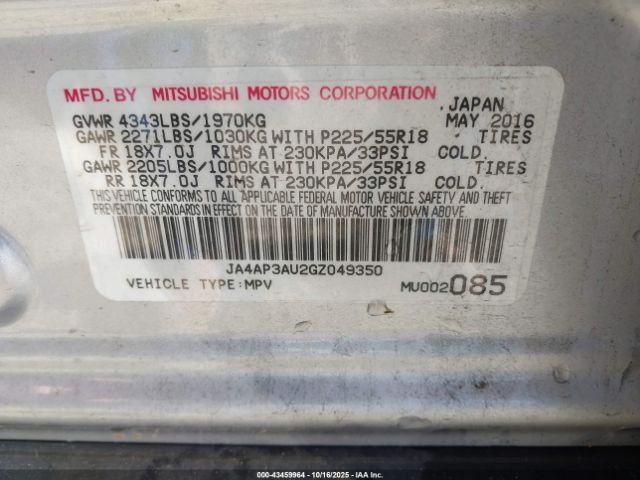 MFD. BY MITSUBISHI MOTORS CORPORATION
JAPAN
GVWR 4343LBS/1970KG MAY 2016
GAWR 2271LBS/1030KG WITH P225/55R18 TIRES
FR 18X7.0J RIMS AT 230KPA/33PSI COLD.
GAWR 2205LBS/1000KG WITH P225/55R18 TIRES
RR 18X7.0J RIMS AT 230KPA/33PSI COLD.
THIS VEHICLE CONFORMS TO ALL APPLICABLE FEDERAL MOTOR VEHICLE SAFETY AND THEFT
PREVENTION STANDARDS IN EFFECT ON THE DATE OF MANUFACTURE SHOWN ABOVE.
JA4AP3AU2GZ049350
VEHICLE TYPE:MPV MU002085
000-43459964 - 10/16/2025 - IAA Inc.